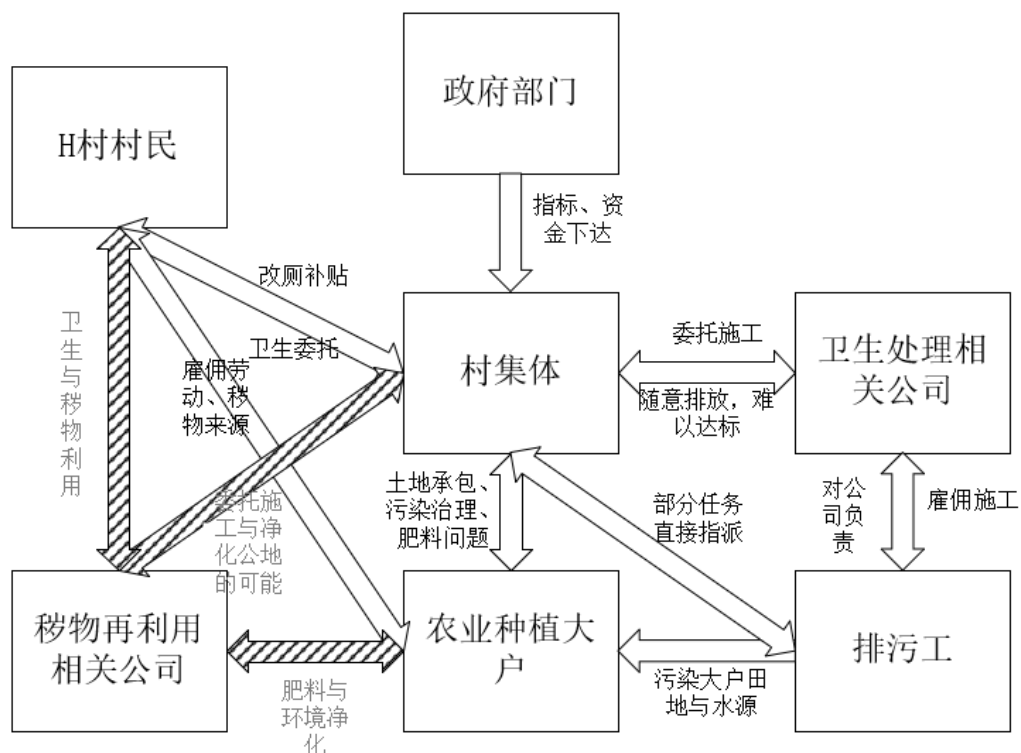 政府部门
H村村民
指标、资
金下达
改厕补贴
卫生委托
卫
生
与
秽
物
利
用
雇佣劳
动、秽
物来源
村集体
委托施工
随意排放，难
以达标
卫生处理相
关公司
委托施
工与净
化公地
的可能
土地承包、
污染治理、
肥料问题
部分任务
直接指派
对公
司负
责
雇佣施工
秽物再利用
相关公司
肥料与
环境净
化
农业种植大
户
污染大户田
地与水源
排污工